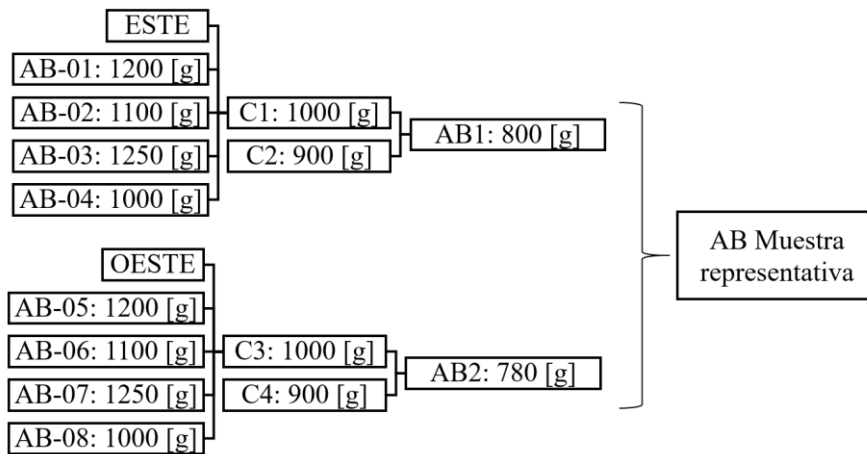 ESTE
AB-01: 1200 [g]
AB-02: 1100 [g]
AB-03: 1250 [g]
AB-04: 1000 [g]
C1: 1000 [g]
C2: 900 [g]
AB1: 800 [g]
OESTE
AB-05: 1200 [g]
AB-06: 1100 [g]
AB-07: 1250 [g]
AB-08: 1000 [g]
C3: 1000 [g]
C4: 900 [g]
AB2: 780 [g]
AB Muestra
representativa